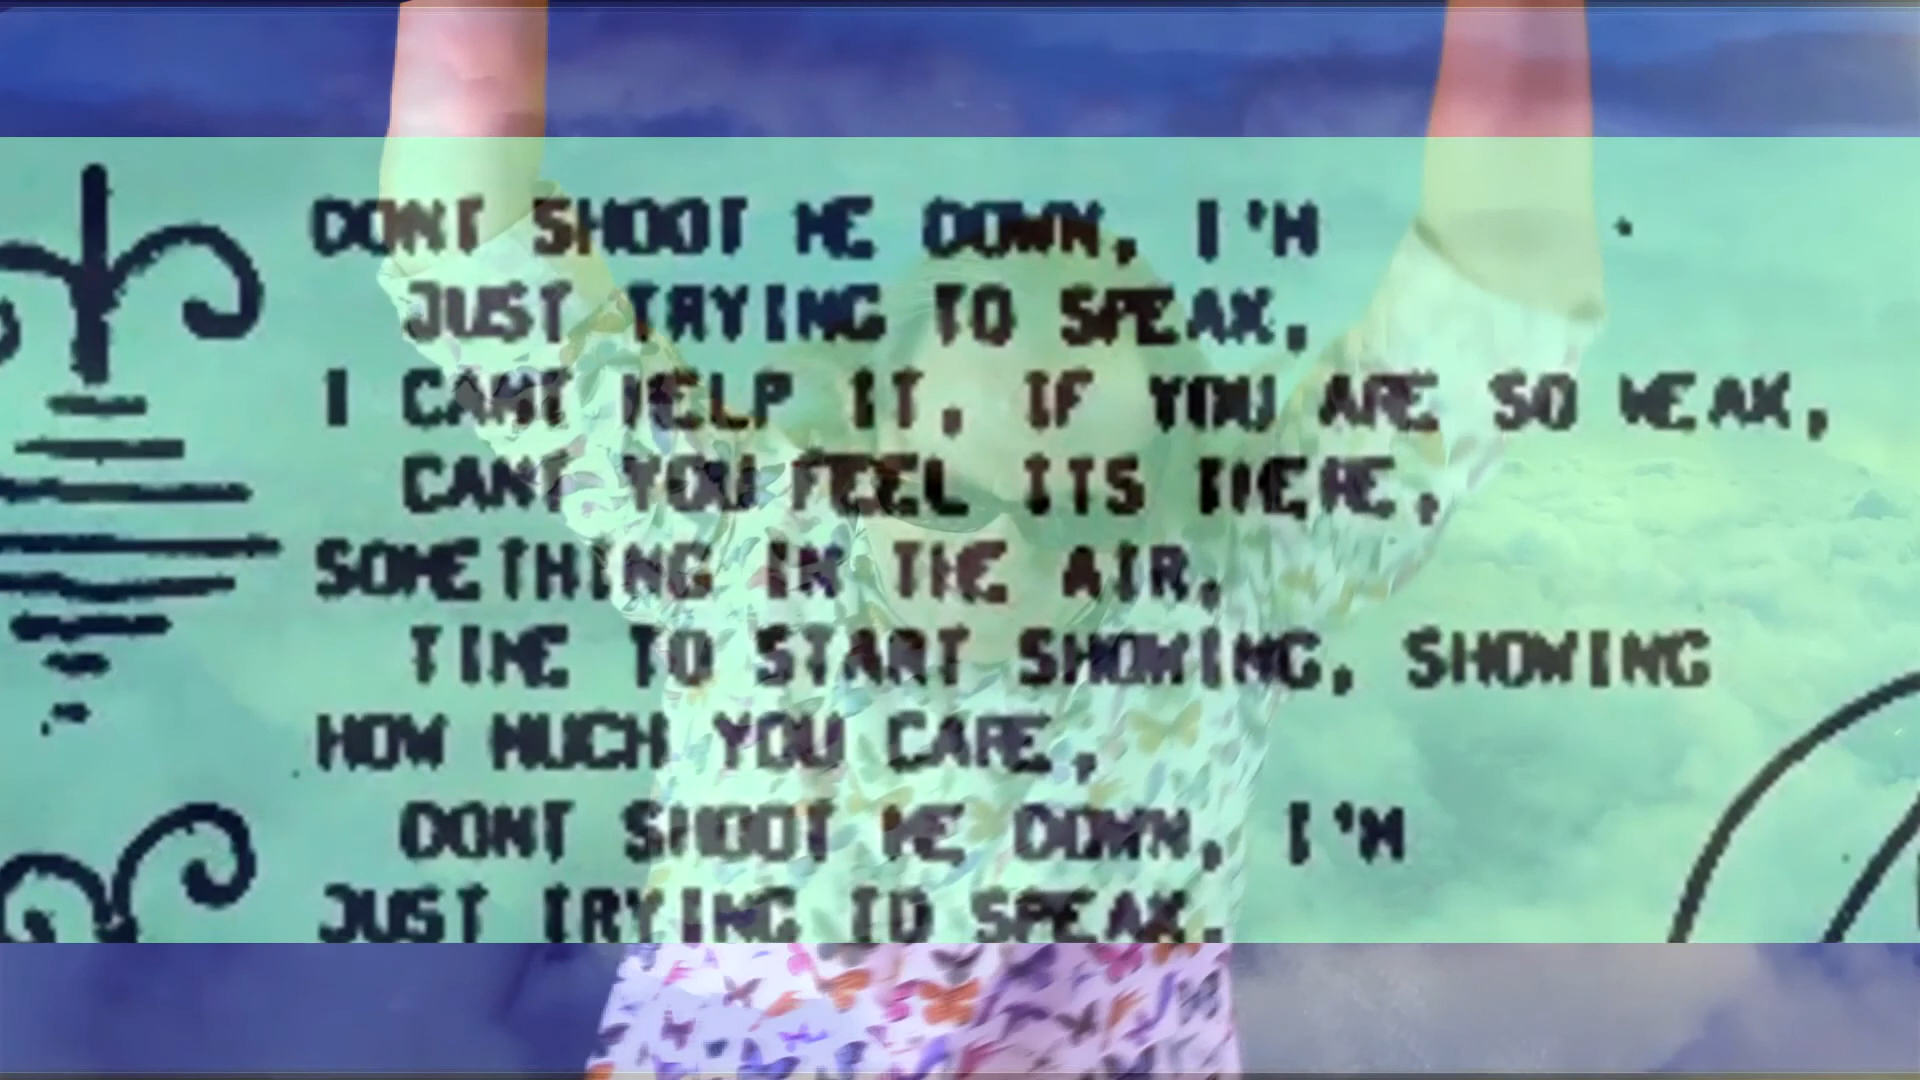 DONT SHOOT ME DOWN, I'M
JUST TRYING TO SPEAK,
I CANT HELP IT, IF YOU ARE SO WEAK,
CANT YOU FEEL ITS THERE,
SOMETHING IN THE AIR,
TIME TO START SHOWING, SHOWING
HOW MUCH YOU CARE,
DONT SHOOT ME DOWN, I'M
JUST TRYING TO SPEAK,